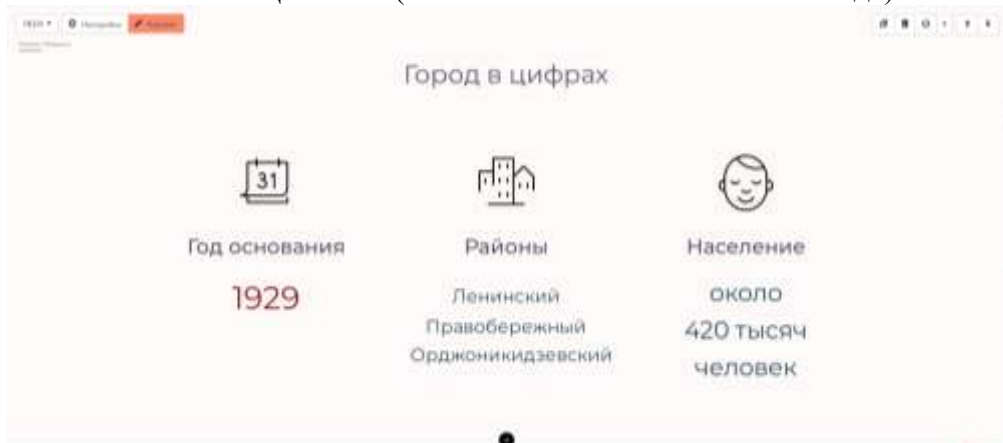 Город в цифрах
31
Год основания
Районы
Население
1929
Ленинский
Правобережный
Орджоникидзевский
около
420 тысяч
человек